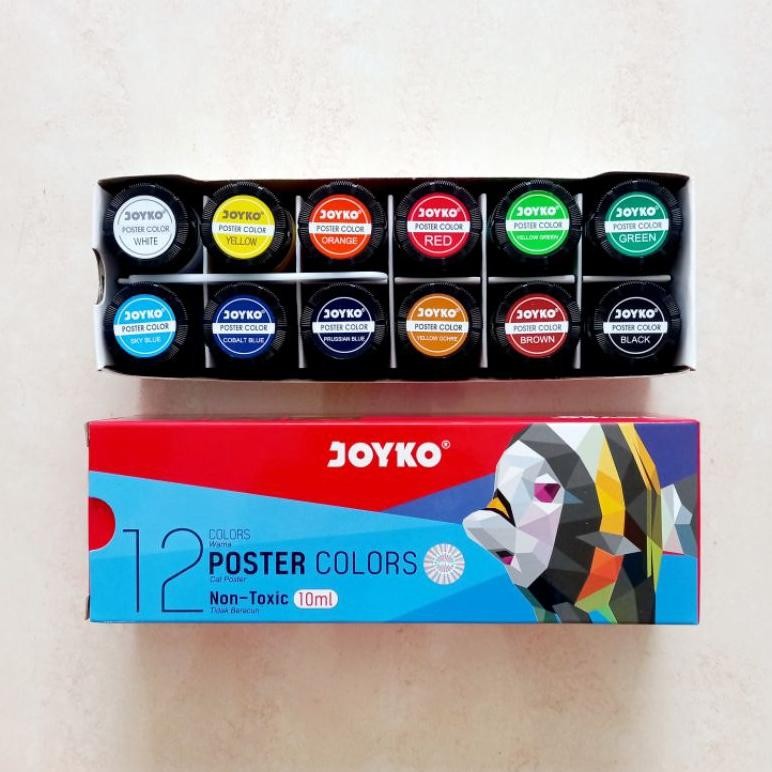 JOYKO®
POSTER COLOR
WHITE
JOYKO®
POSTER COLOR
YELLOW
JOYKO®
POSTER COLOR
ORANGE
JOYKO®
POSTER COLOR
RED
JOYKO®
POSTER COLOR
YELLOW GREEN
JOYKO®
POSTER COLOR
GREEN
JOYKO®
POSTER COLOR
SKY BLUE
JOYKO®
POSTER COLOR
COBALT BLUE
JOYKO®
POSTER COLOR
PRUSSIAN BLUE
JOYKO®
POSTER COLOR
YELLOW OCHRE
JOYKO®
POSTER COLOR
BROWN
JOYKO®
POSTER COLOR
BLACK
JOYKO®
12
COLORS
Warna
POSTER COLORS
Cat Poster
Non-Toxic 10ml
Tidak Beracun